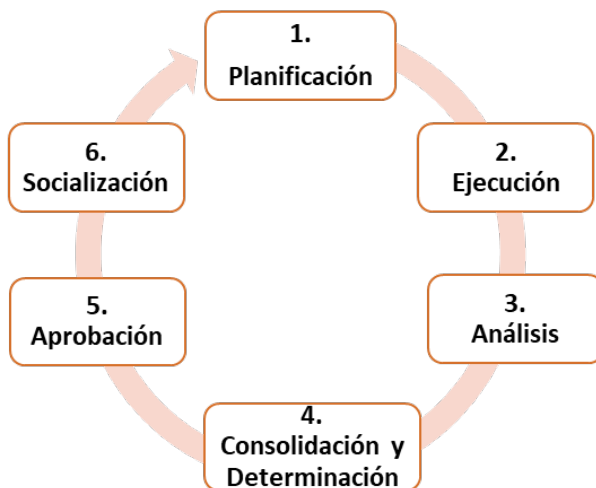 1.
Planificación
2.
Ejecución
3.
Análisis
4.
Consolidación y
Determinación
5.
Aprobación
6.
Socialización